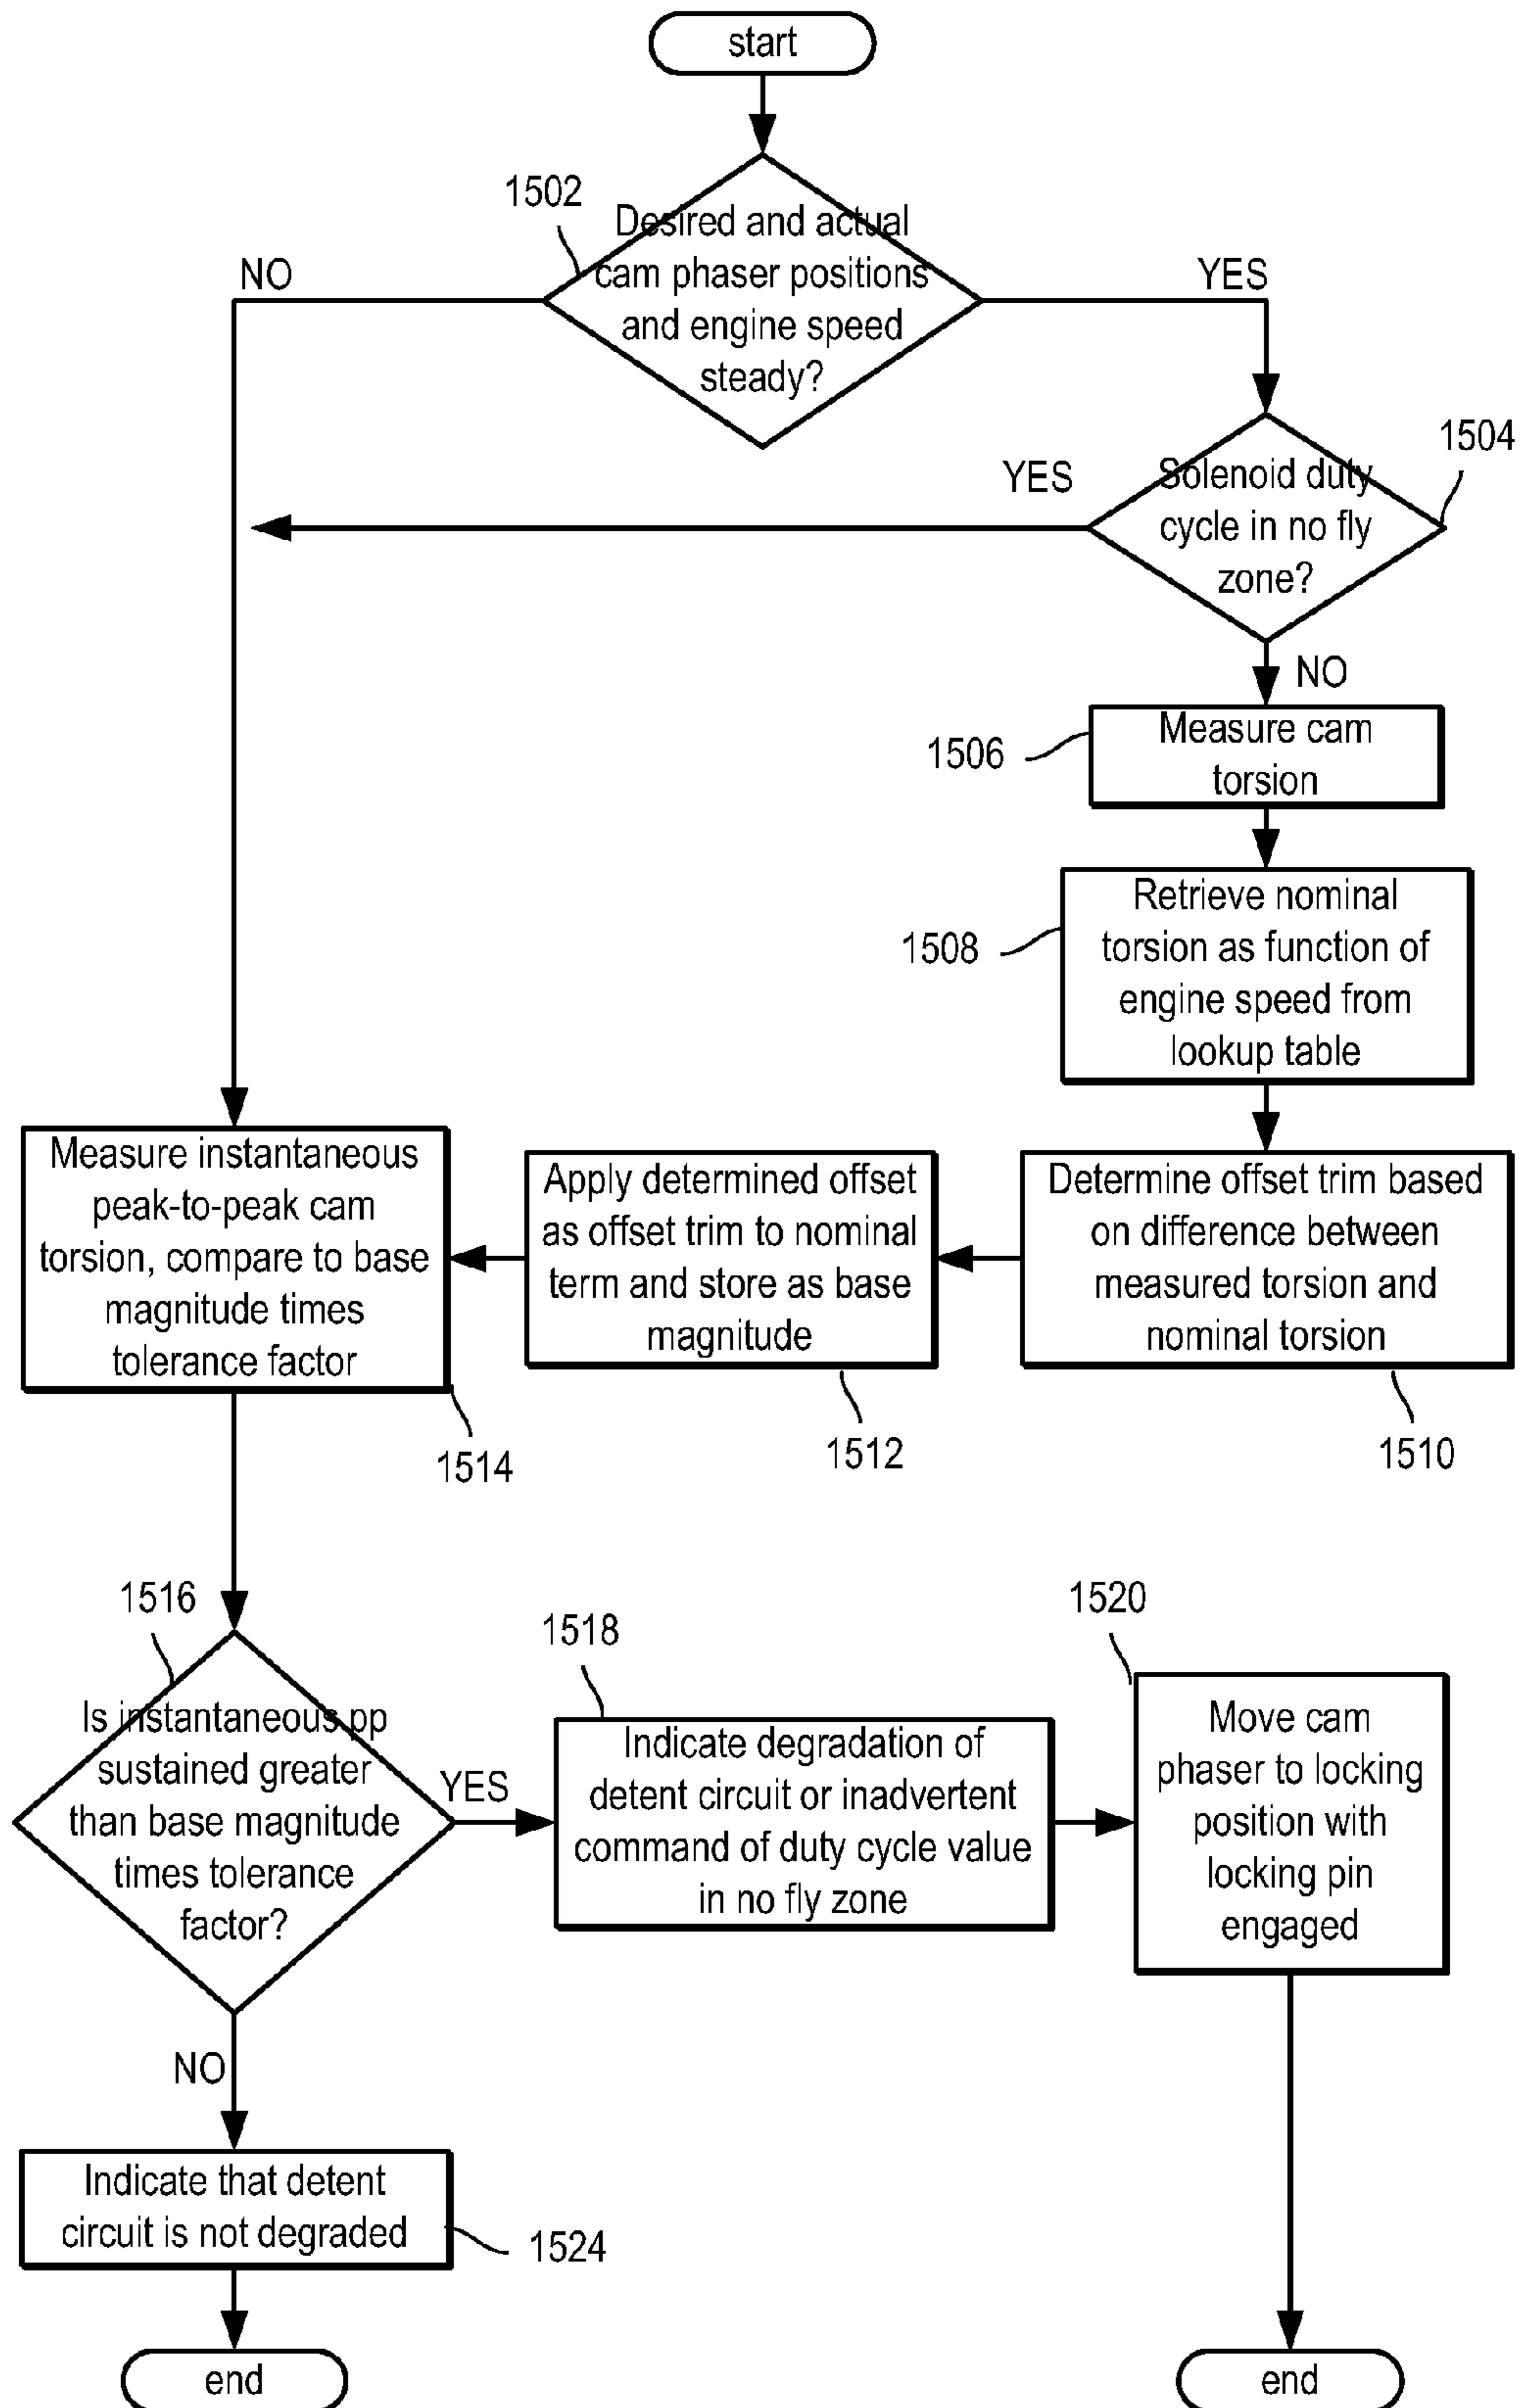 start
1502
Desired and actual
cam phaser positions
and engine speed
steady?
NO
YES
1504
YES
Solenoid duty
cycle in no fly
zone?
NO
1506
Measure cam
torsion
1508
Retrieve nominal
torsion as function of
engine speed from
lookup table
Measure instantaneous
peak-to-peak cam
torsion, compare to base
magnitude times
tolerance factor
Apply determined offset
as offset trim to nominal
term and store as base
magnitude
Determine offset trim based
on difference between
measured torsion and
nominal torsion
1514
1512
1510
1516
Is instantaneous pp
sustained greater
than base magnitude
times tolerance
factor?
YES
1518
Indicate degradation of
detent circuit or inadvertent
command of duty cycle value
in no fly zone
1520
Move cam
phaser to locking
position with
locking pin
engaged
NO
Indicate that detent
circuit is not degraded
1524
end
end